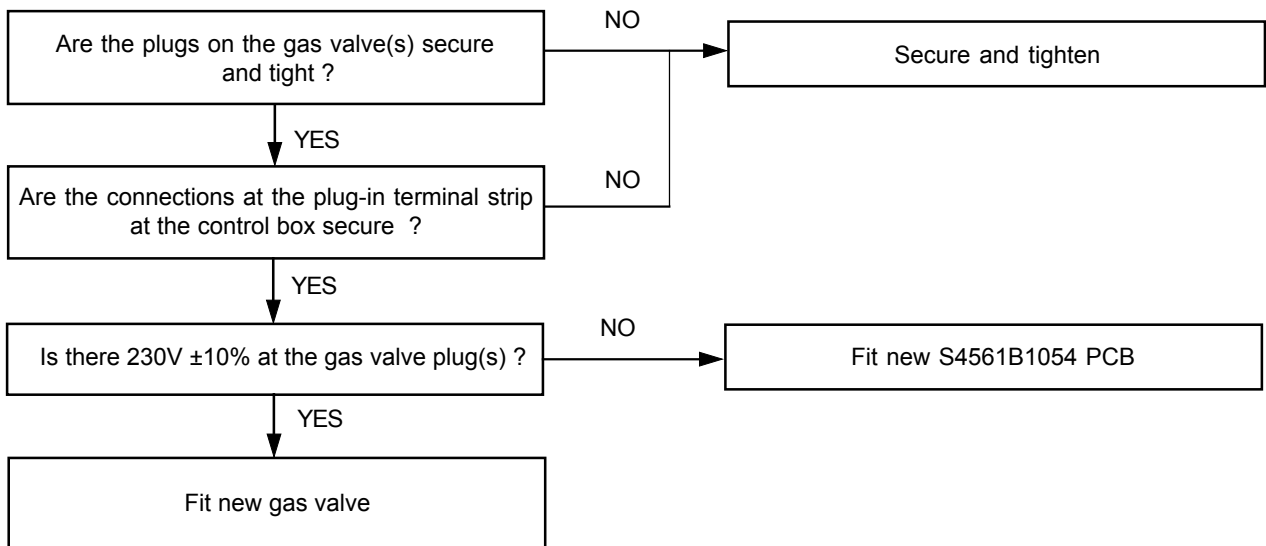 Are the plugs on the gas valve(s) secure
and tight ?
NO
Secure and tighten
YES
Are the connections at the plug-in terminal strip
at the control box secure ?
NO
YES
Is there 230V ±10% at the gas valve plug(s) ?
NO
Fit new S4561B1054 PCB
YES
Fit new gas valve